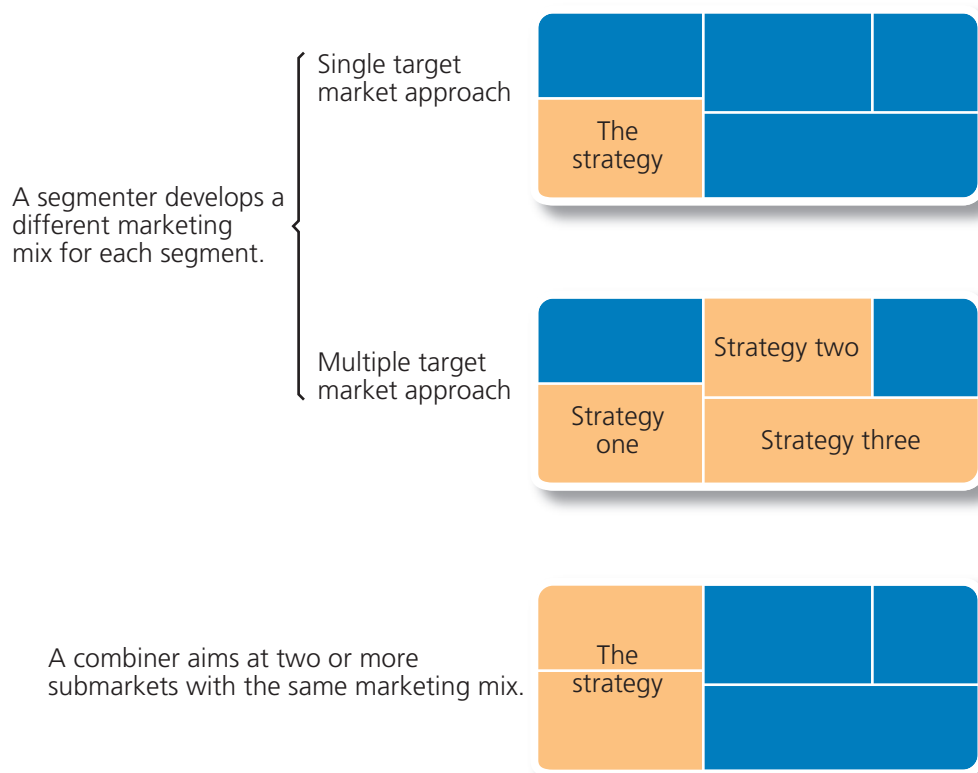 Single target
market approach
The
strategy
A segmenter develops a
different marketing
mix for each segment.
Multiple target
market approach
Strategy two
Strategy
one
Strategy three
A combiner aims at two or more
submarkets with the same marketing mix.
The
strategy